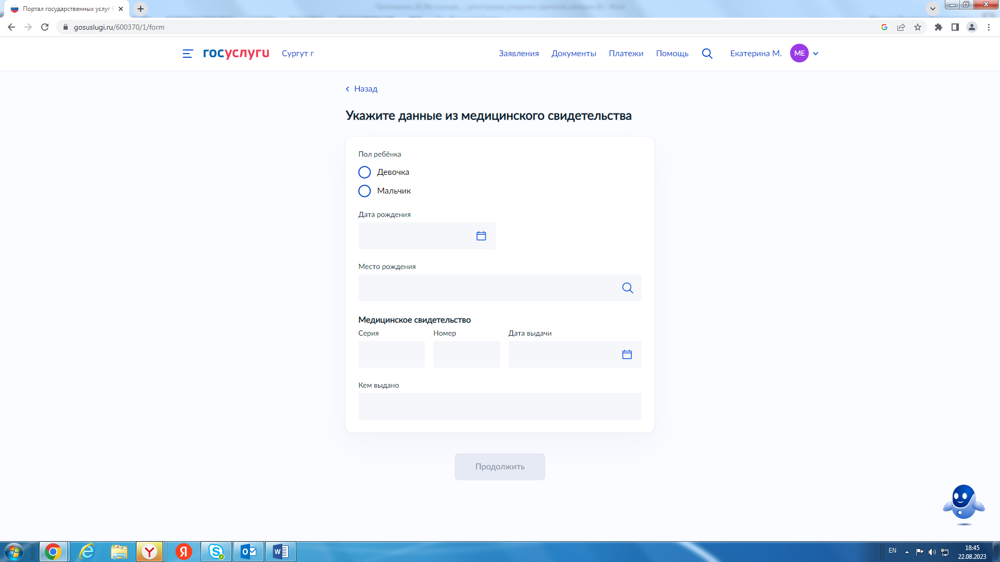 Портал государственных услуг
gosuslugi.ru/600370/1/form
госуслуги
Сургут г
Заявления
Документы
Платежи
Помощь
Екатерина М.
МЕ
Назад
Укажите данные из медицинского свидетельства
Пол ребёнка
Девочка
Мальчик
Дата рождения
Место рождения
Медицинское свидетельство
Серия Номер Дата выдачи
Кем выдано
Продолжить
EN
18:45
22.08.2023